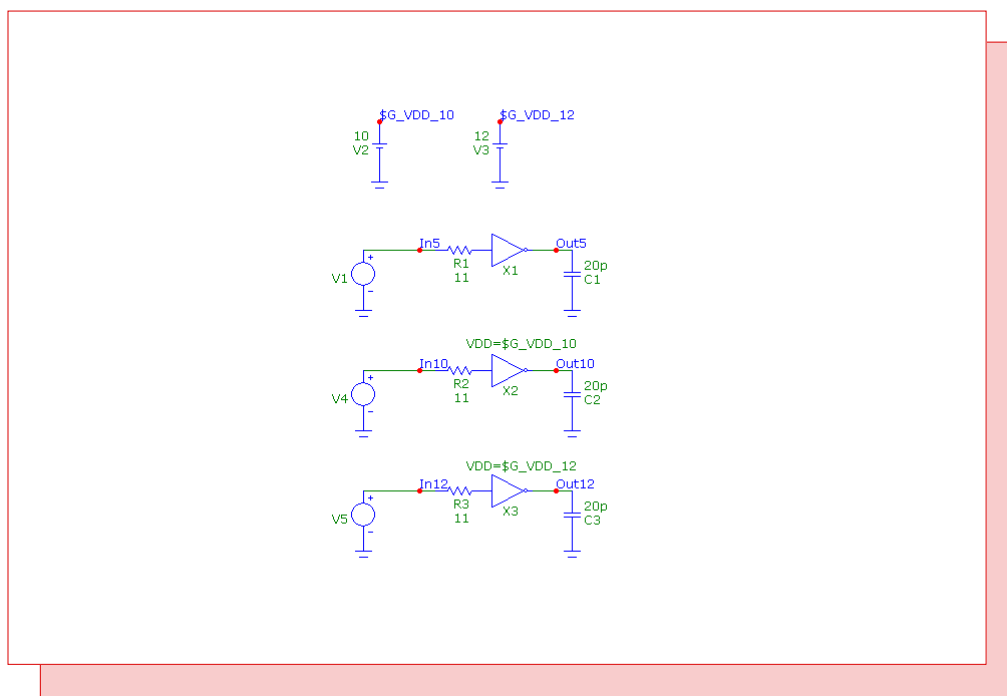 $G_VDD_10
$G_VDD_12
10
V2
12
V3
In5
Out5
+
V1
-
R1
11
X1
20p
C1
VDD=$G_VDD_10
In10
Out10
+
V4
-
R2
11
X2
20p
C2
VDD=$G_VDD_12
In12
Out12
+
V5
-
R3
11
X3
20p
C3